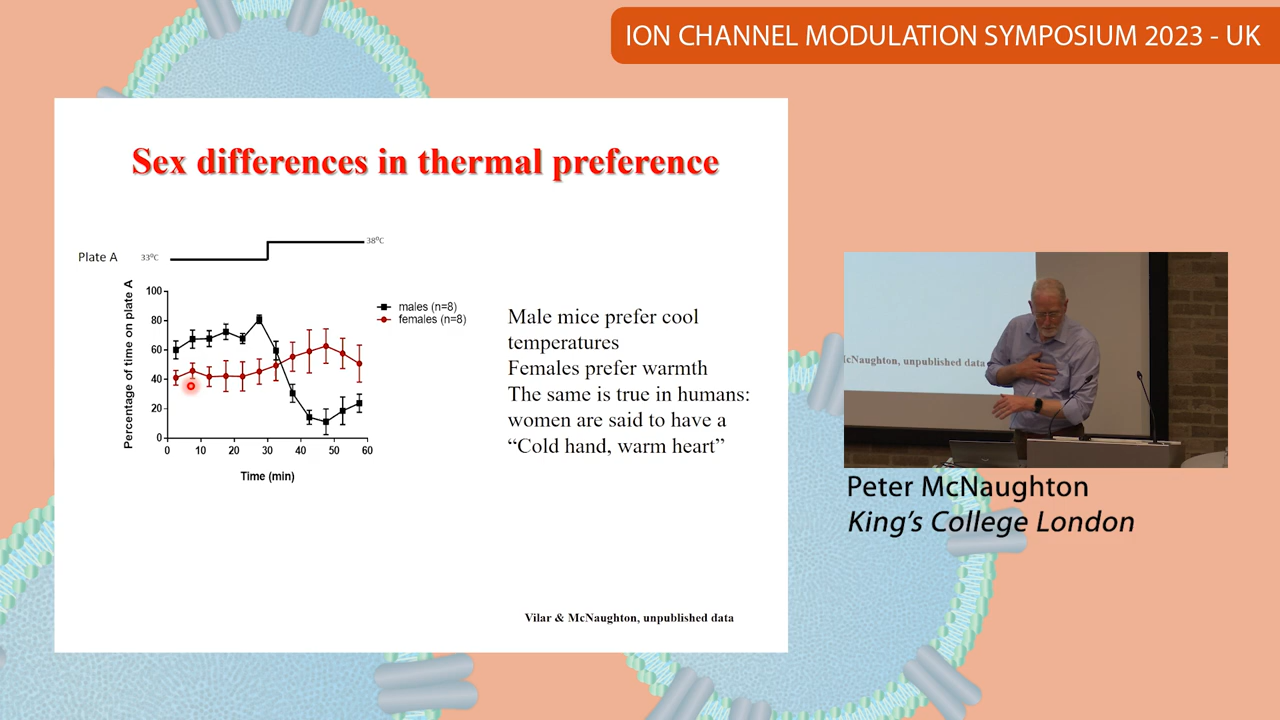 ION CHANNEL MODULATION SYMPOSIUM 2023 - UK
Sex differences in thermal preference
Plate A
33⁰C
38⁰C
Percentage of time on plate A
100
80
60
40
20
0
0 10 20 30 40 50 60
Time (min)
males (n=8)
females (n=8)
Male mice prefer cool
temperatures
Females prefer warmth
The same is true in humans:
women are said to have a
“Cold hand, warm heart”
Vilar & McNaughton, unpublished data
McNaughton, unpublished data
Peter McNaughton
King’s College London